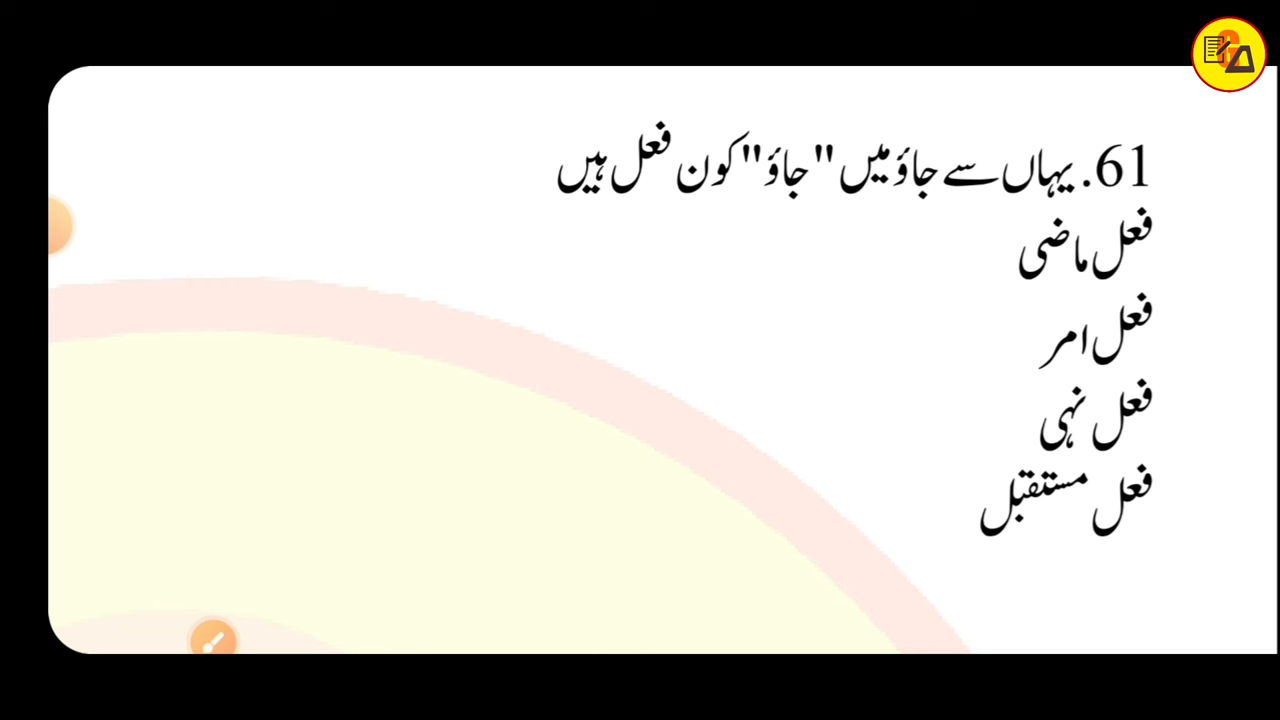 61. یہاں سے جاؤ میں "جاؤ" کون فعل ہیں
فعل ماضی
فعل امر
فعل نہی
فعل مستقبل